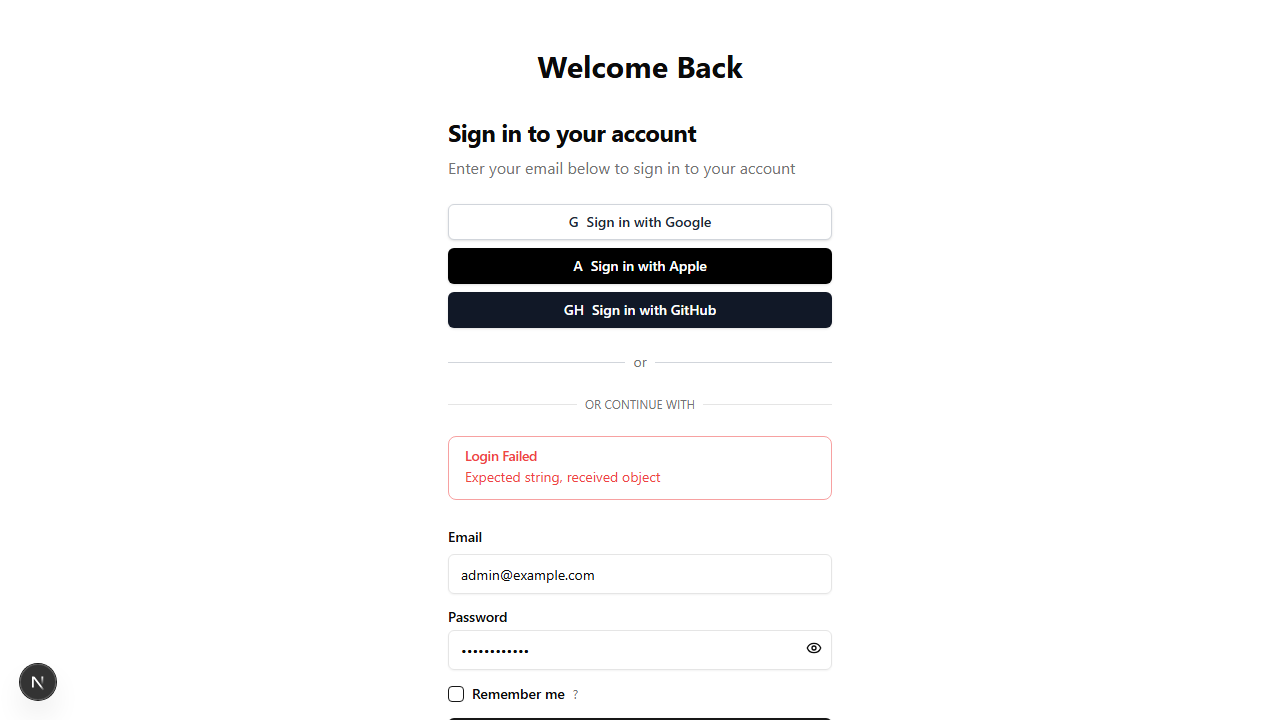 Welcome Back
Sign in to your account
Enter your email below to sign in to your account
G Sign in with Google
A Sign in with Apple
GH Sign in with GitHub
or
OR CONTINUE WITH
Login Failed
Expected string, received object
Email
admin@example.com
Password
••••••••••••
Remember me ?
N